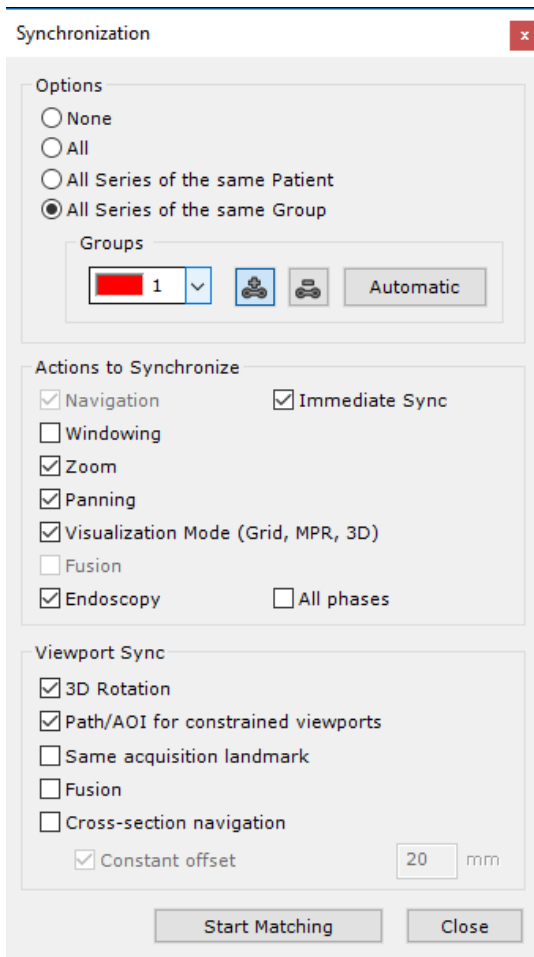 Synchronization
x
Options
None
All
All Series of the same Patient
All Series of the same Group
Groups
1
Automatic
Actions to Synchronize
Navigation Immediate Sync
Windowing
Zoom
Panning
Visualization Mode (Grid, MPR, 3D)
Fusion
Endoscopy All phases
Viewport Sync
3D Rotation
Path/AOI for constrained viewports
Same acquisition landmark
Fusion
Cross-section navigation
Constant offset 20 mm
Start Matching Close